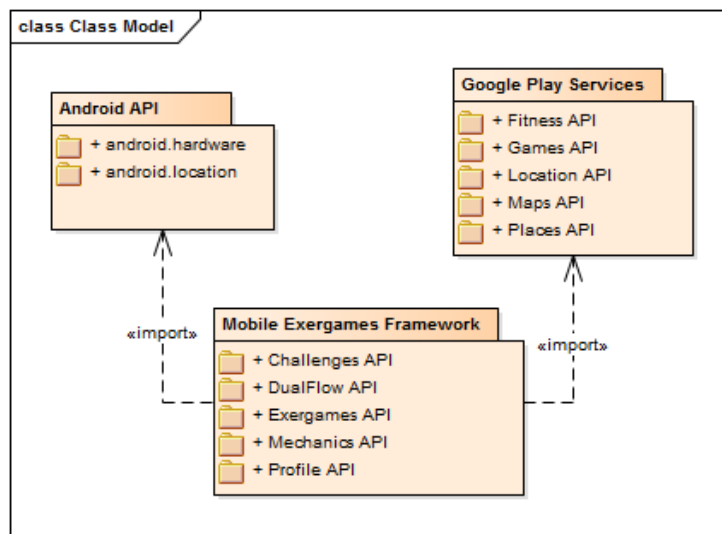 class Class Model
Android API
+ android.hardware
+ android.location
Google Play Services
+ Fitness API
+ Games API
+ Location API
+ Maps API
+ Places API
«import»
«import»
Mobile Exergames Framework
+ Challenges API
+ DualFlow API
+ Exergames API
+ Mechanics API
+ Profile API